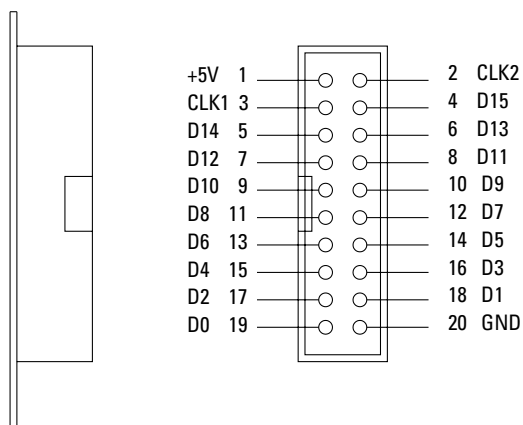 +5V 1 2 CLK2
CLK1 3 4 D15
D14 5 6 D13
D12 7 8 D11
D10 9 10 D9
D8 11 12 D7
D6 13 14 D5
D4 15 16 D3
D2 17 18 D1
D0 19 20 GND